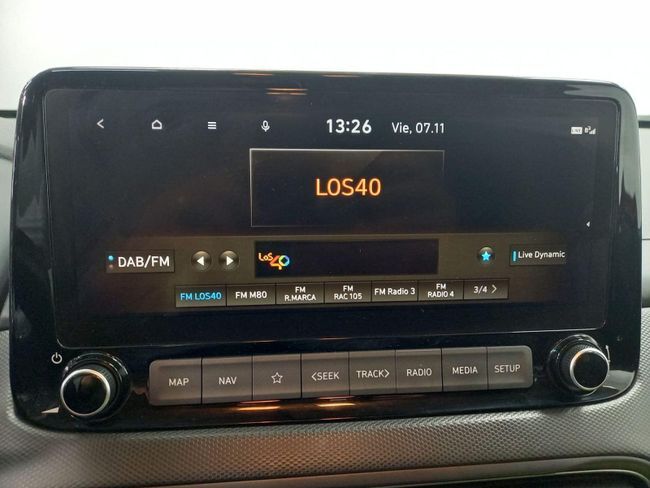 13:26 Vie, 07.11
LOS40
DAB/FM
LOS40
Live Dynamic
FM LOS40
FM M80
FM
R.MARCA
FM
RAC 105
FM Radio 3
FM
RADIO 4
3/4 >
MAP
NAV
<SEEK
TRACK>
RADIO
MEDIA
SETUP